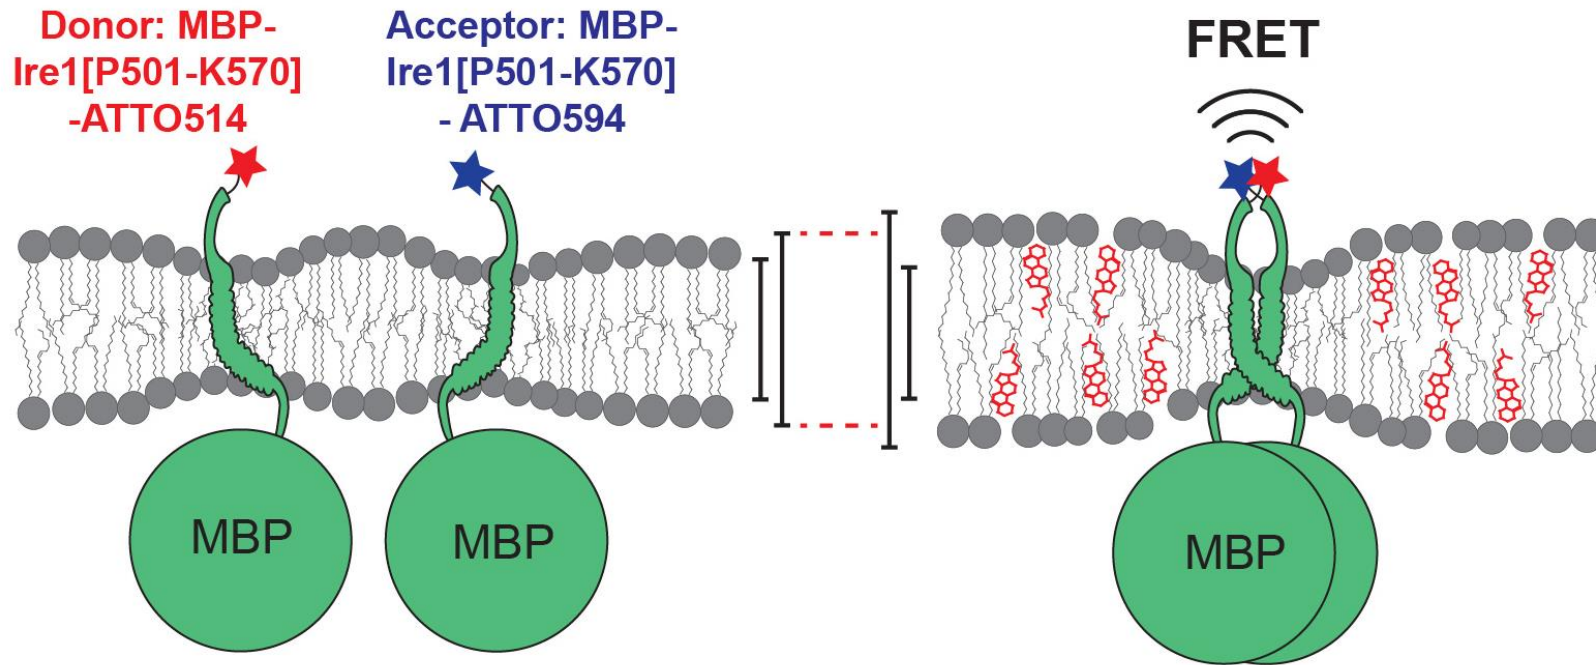 Donor: MBP-
Ire1[P501-K570]
-ATTO514
Acceptor: MBP-
Ire1[P501-K570]
- ATTO594
FRET
MBP
MBP
MBP